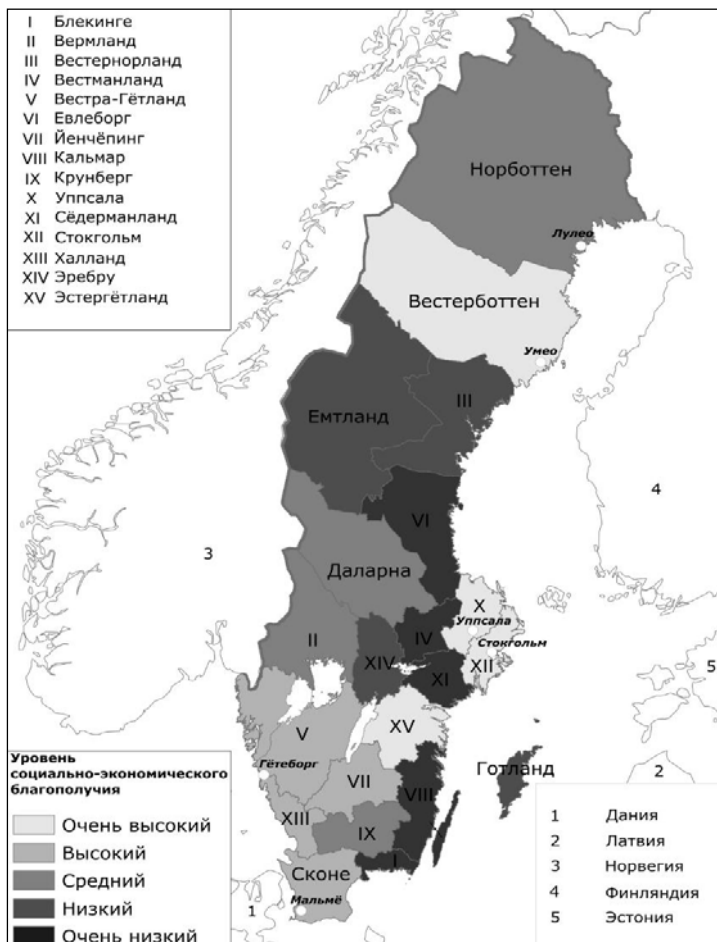 I Блекинге
II Вермланд
III Вестернорланд
IV Вестманланд
V Вестра-Гётланд
VI Евлеборг
VII Йенчёпинг
VIII Кальмар
IX Крунберг
X Уппсала
XI Сёдерманланд
XII Стокгольм
XIII Халланд
XIV Эребру
XV Эстергётланд
Норботтен
Лулео
Вестерботтен
Умео
III
Емтланд
4
VI
3
Даларна
X
Уппсала
II
IV
Стокгольм
XIV
XII
XI
5
XV
V
Готланд
2
Гётеборг
VII
VIII
XIII
IX
I
Сконе
1
Мальмё
Уровень
социально-экономического
благополучия
Очень высокий
Высокий
Средний
Низкий
Очень низкий
1 Дания
2 Латвия
3 Норвегия
4 Финляндия
5 Эстония